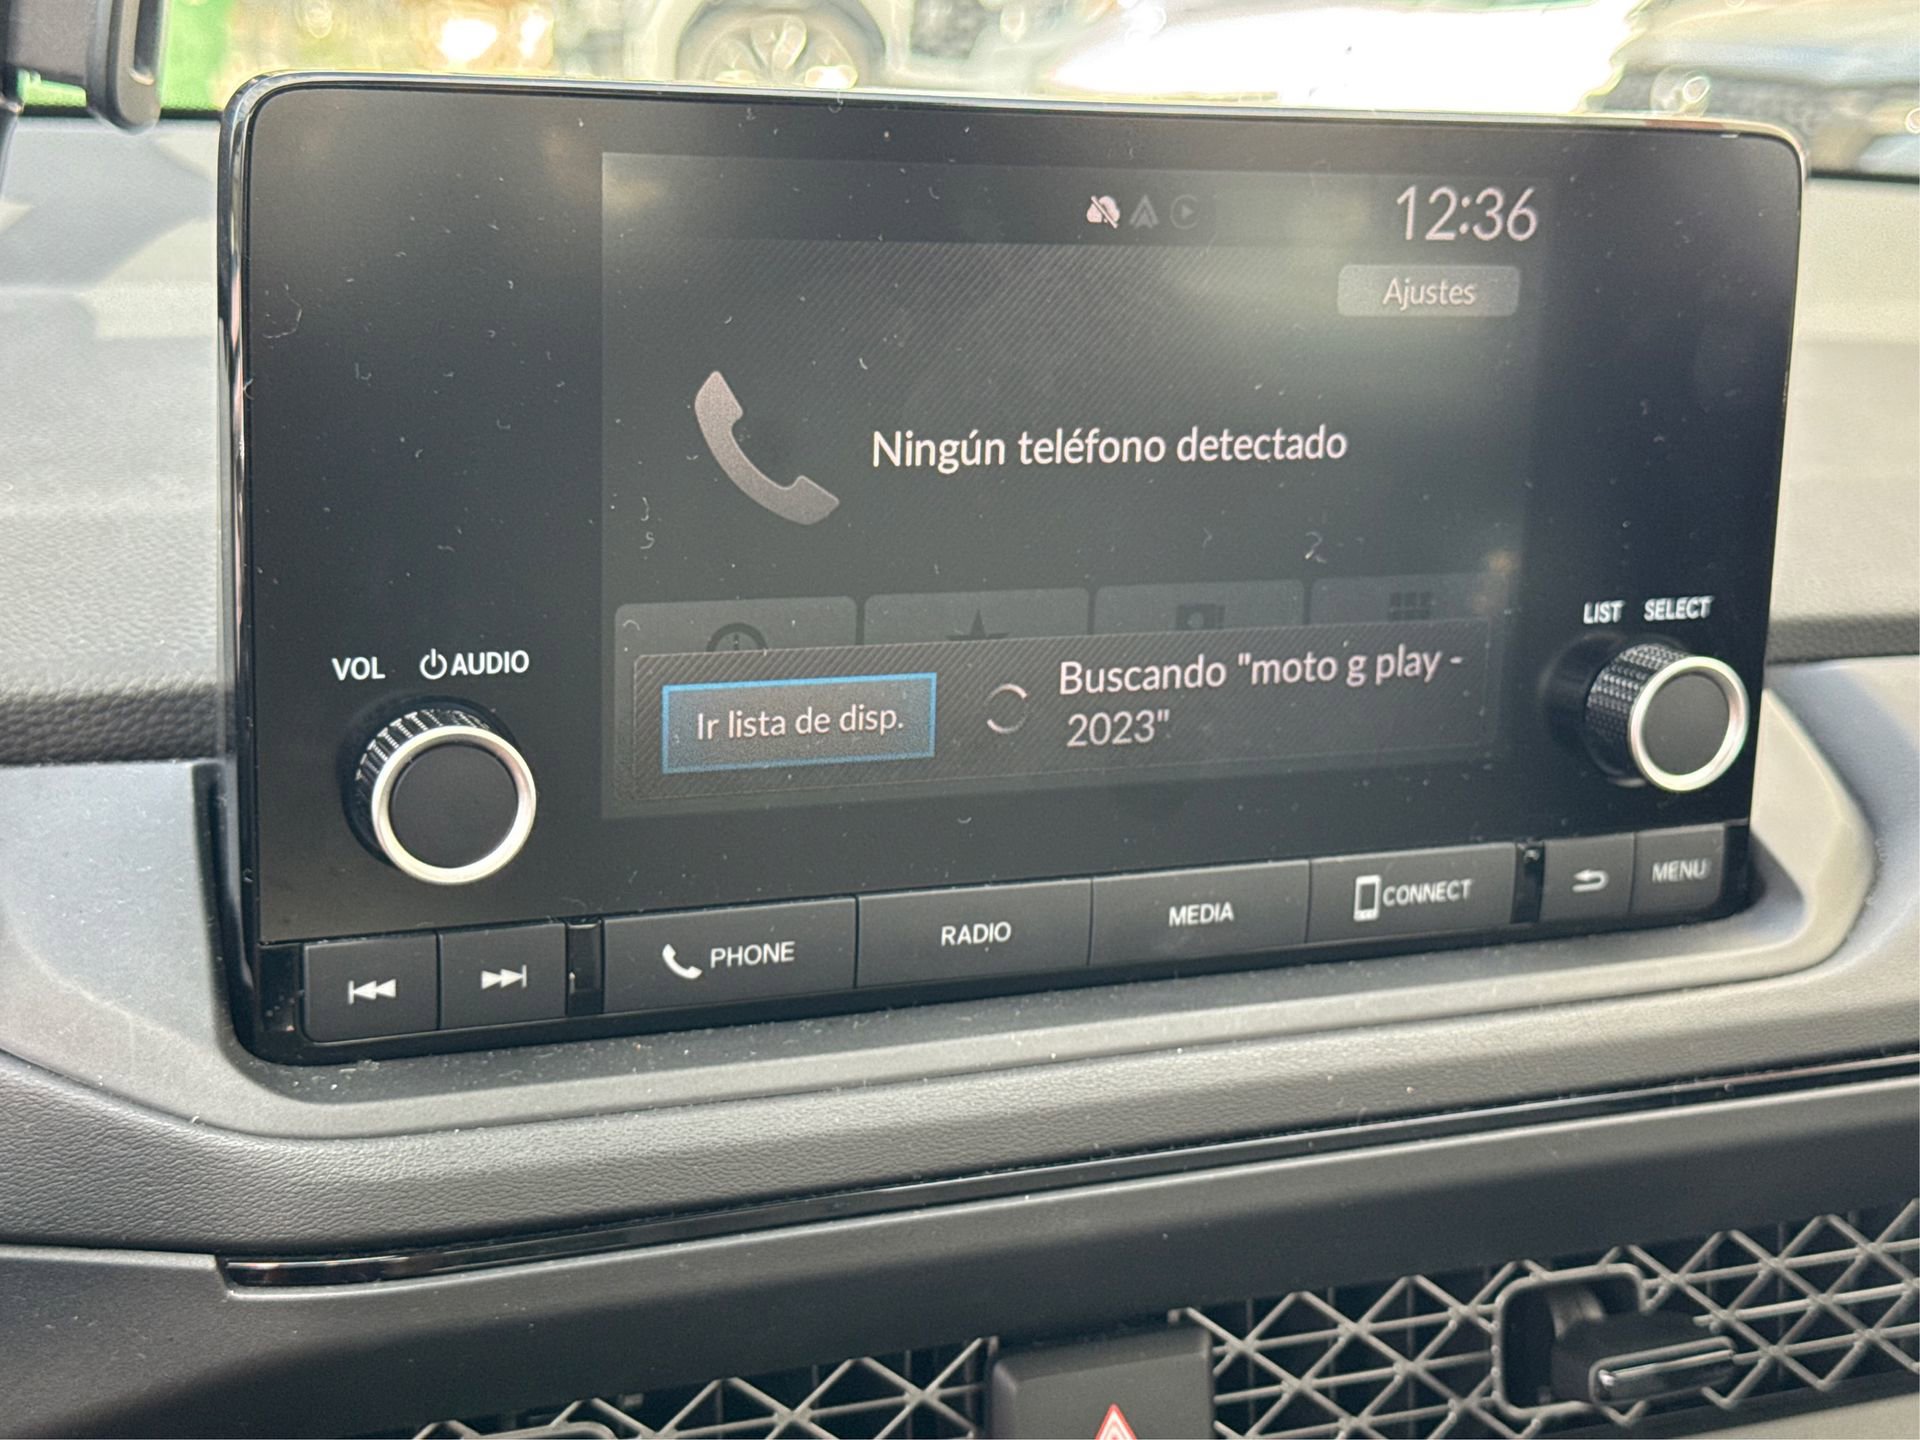 12:36
Ajustes
Ningún teléfono detectado
Ir lista de disp.
Buscando "moto g play -
2023"
VOL AUDIO
LIST SELECT
PHONE
RADIO
MEDIA
CONNECT
MENU